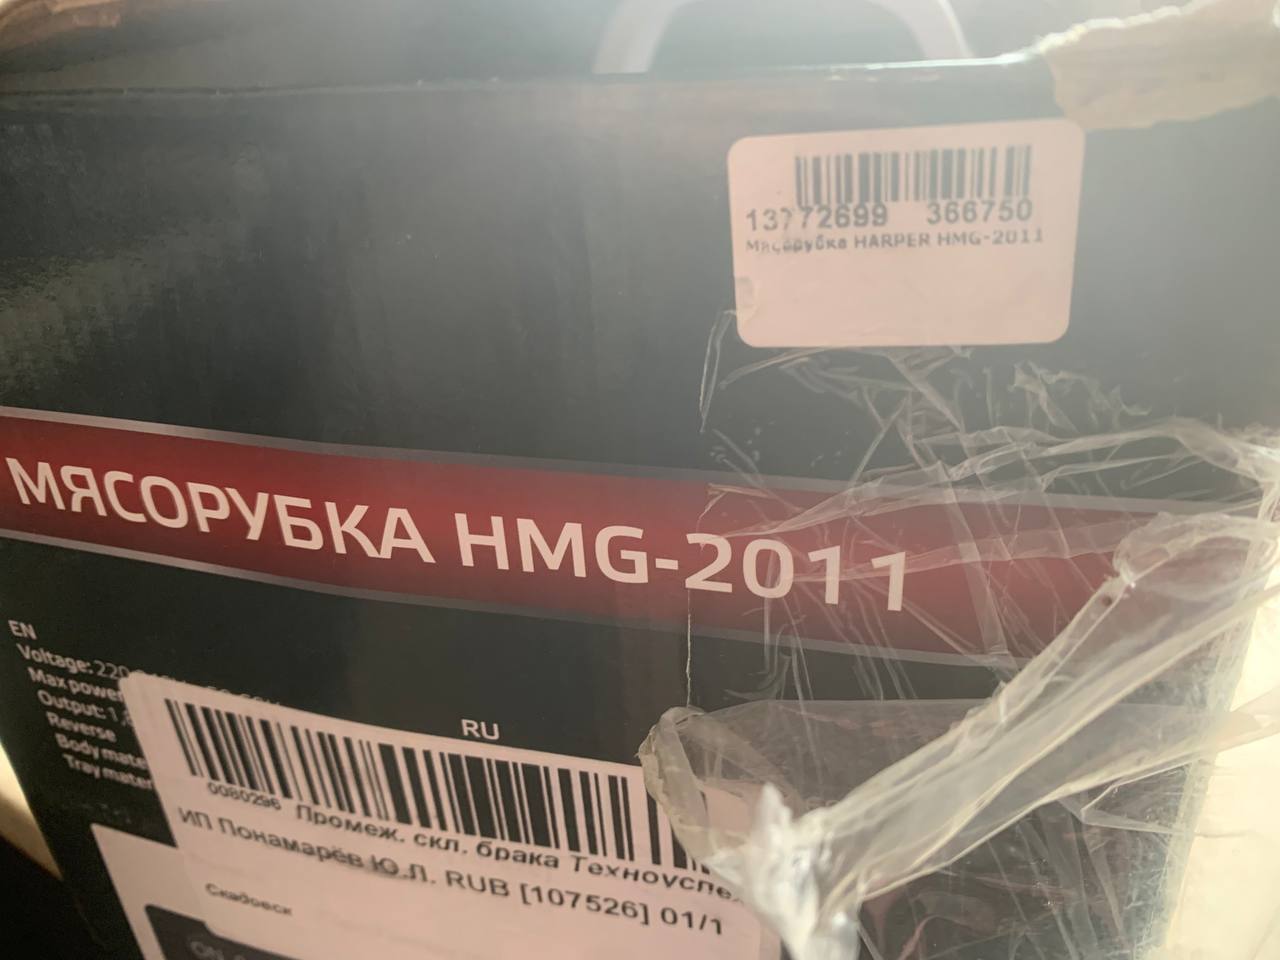 13772699 366750
Мясорубка HARPER HMG-2011
МЯСОРУБКА HMG-2011
EN
Voltage: 220
Max power
Output: 1,
Reverse
Body mate
Tray mater
RU
0080296 Промеж. скл. брака Техноуспе
ИП Понамарёв Ю.Л. RUB [107526] 01/1
Скадовск